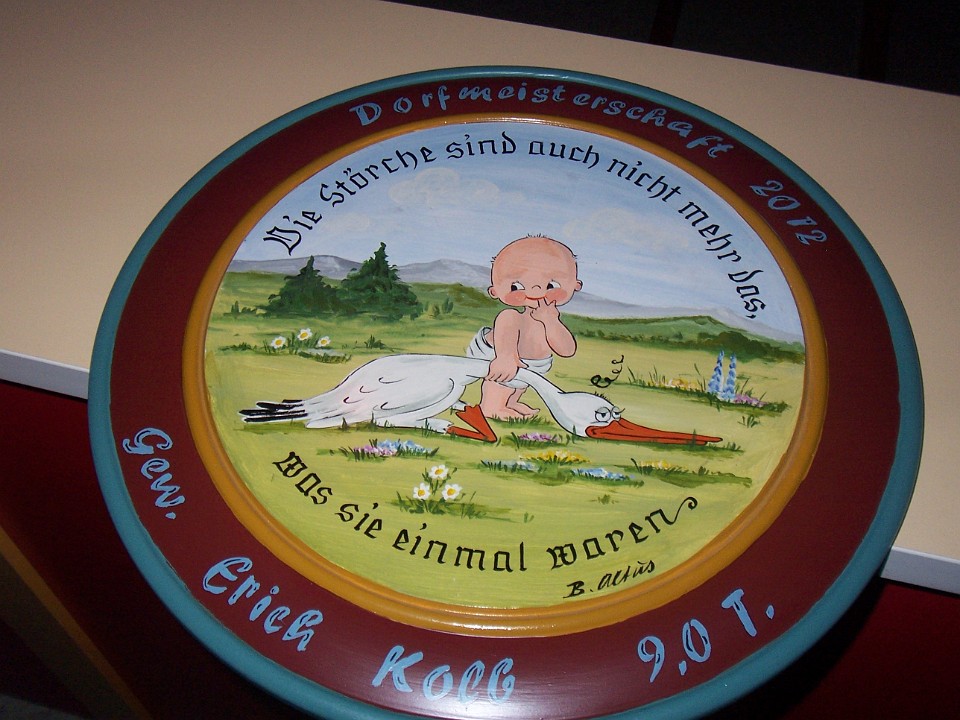 Dorfmeisterschaft 2012
Die Störche sind auch nicht mehr das,
was sie einmal waren
B. Altus
Gew. Erich Kolb 9,0 T.